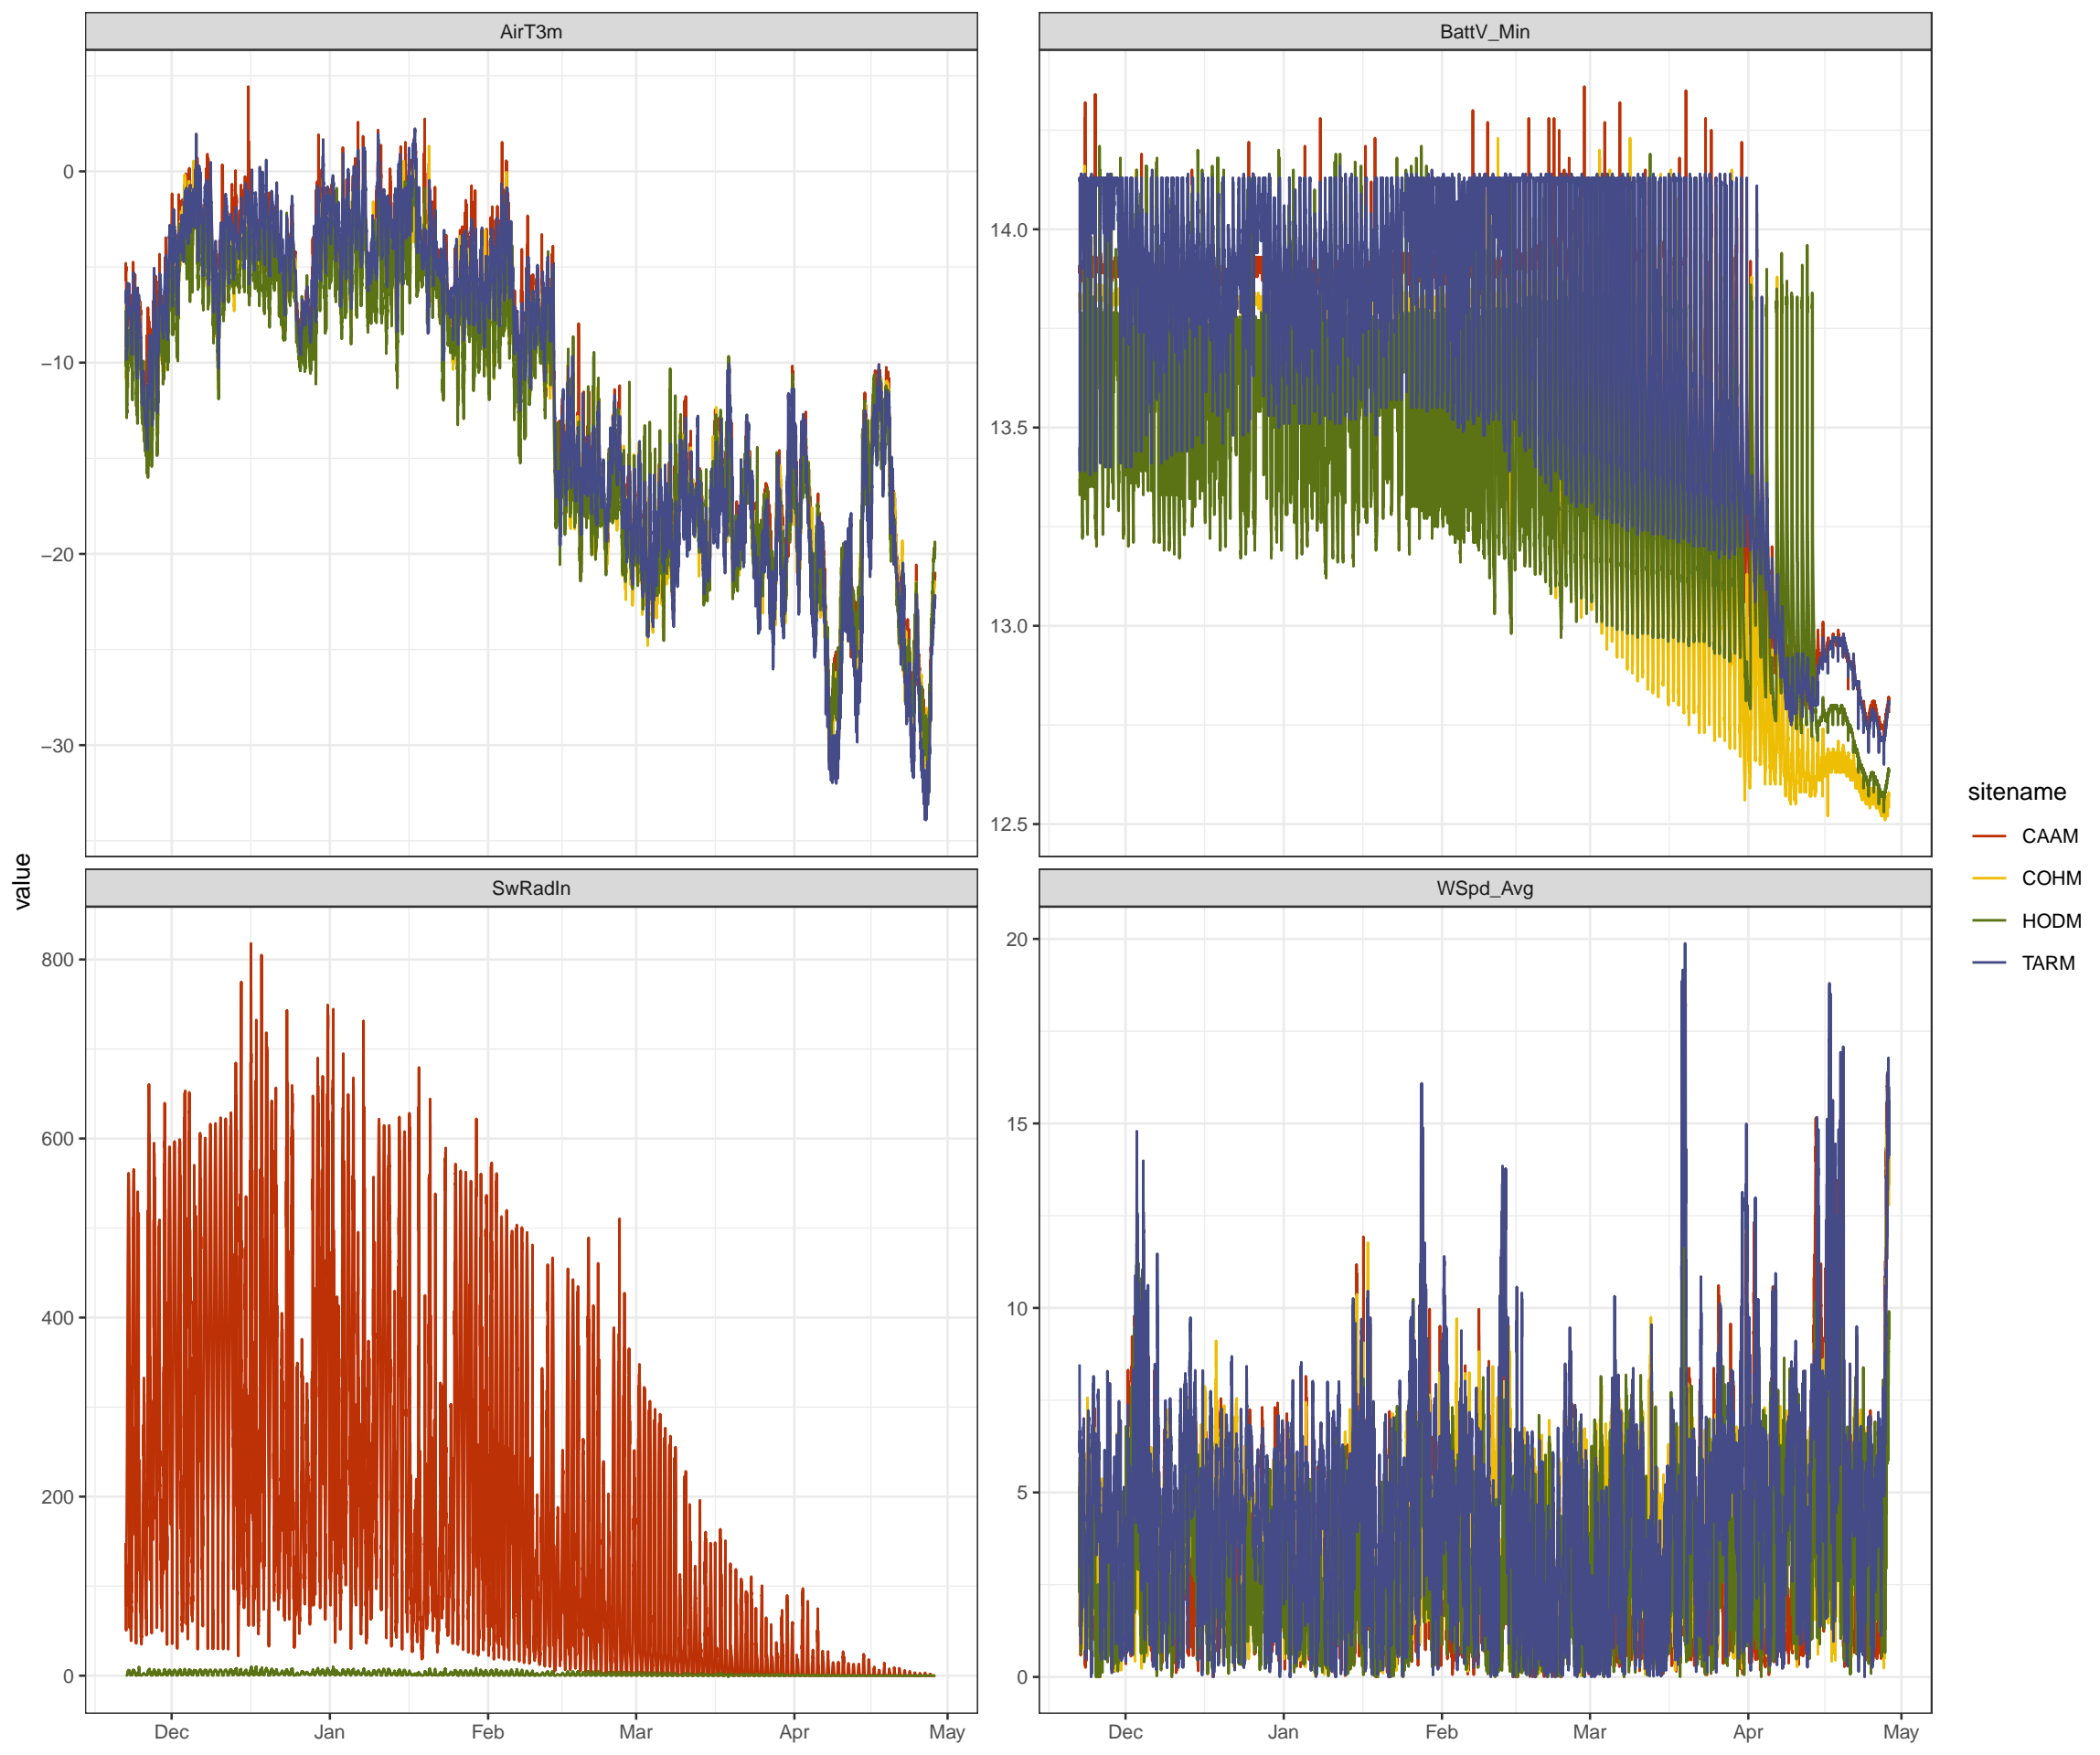 AirT3m
BattV_Min
0
−10
−20
−30
14.0
13.5
13.0
12.5
value
SwRadIn
WSpd_Avg
800
600
400
200
0
20
15
10
5
0
Dec Jan Feb Mar Apr May
Dec Jan Feb Mar Apr May
sitename
CAAM
COHM
HODM
TARM